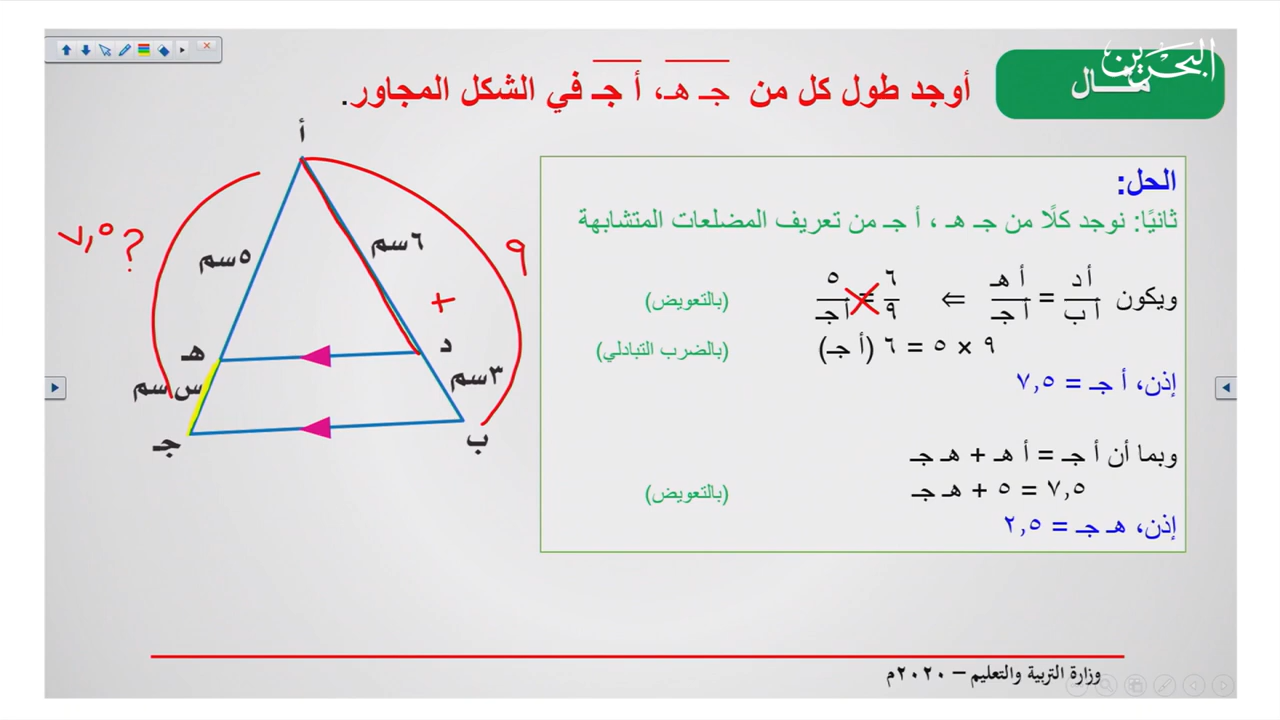 البحرين
مثال
أوجد طول كل من جـ هـ، أ جـ في الشكل المجاور.
أ
٥سم
٦سم
٩
+
٧,٥ ?
هـ
د
س سم
٣سم
جـ
ب
الحل:
ثانيًا: نوجد كلًا من جـ هـ ، أ جـ من تعريف المضلعات المتشابهة
ويكون أد/أب = أهـ/أجـ ⇐ ٦/٩ = ٥/أجـ (بالتعويض)
٩ × ٥ = ٦ (أ جـ) (بالضرب التبادلي)
إذن، أ جـ = ٧,٥
وبما أن أ جـ = أ هـ + هـ جـ
٧,٥ = ٥ + هـ جـ (بالتعويض)
إذن، هـ جـ = ٢,٥
وزارة التربية والتعليم – ٢٠٢٠م